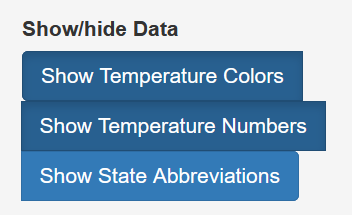 Show/hide Data
Show Temperature Colors
Show Temperature Numbers
Show State Abbreviations